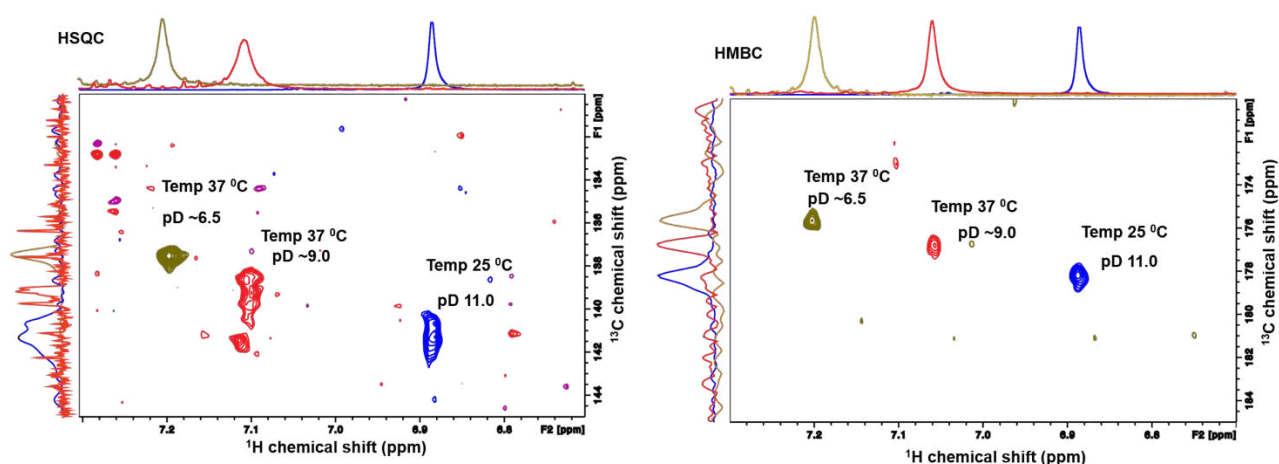 HSQC
Temp 37 ⁰C
pD ~6.5
Temp 37 ⁰C
pD ~9.0
Temp 25 ⁰C
pD 11.0
F1 [ppm]
134
136
138
140
142
144
¹³C chemical shift (ppm)
7.2
7.1
7.0
6.9
6.8
F2 [ppm]
¹H chemical shift (ppm)
HMBC
Temp 37 ⁰C
pD ~6.5
Temp 37 ⁰C
pD ~9.0
Temp 25 ⁰C
pD 11.0
F1 [ppm]
174
176
178
180
182
184
¹³C chemical shift (ppm)
7.2
7.1
7.0
6.9
6.8
F2 [ppm]
¹H chemical shift (ppm)